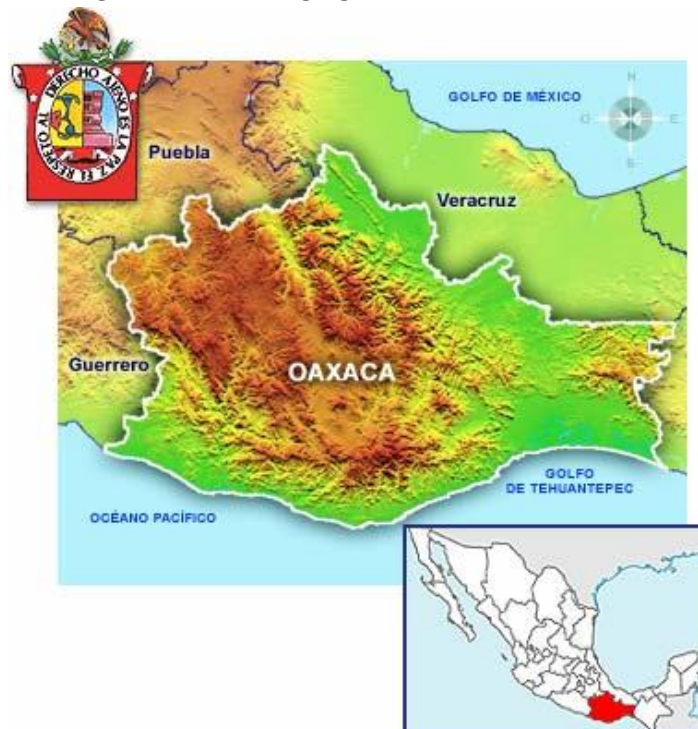 EL RESPETO AL DERECHO AJENO ES LA PAZ
GOLFO DE MÉXICO
N
O
E
S
Puebla
Veracruz
Guerrero
OAXACA
GOLFO
DE TEHUANTEPEC
OCÉANO PACÍFICO